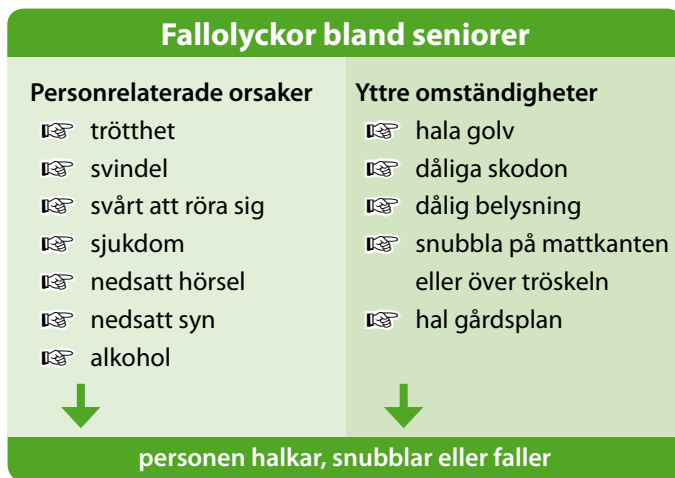 Fallolyckor bland seniorer
Personrelaterade orsaker
trötthet
svindel
svårt att röra sig
sjukdom
nedsatt hörsel
nedsatt syn
alkohol
Yttre omständigheter
hala golv
dåliga skodon
dålig belysning
snubbla på mattkanten
eller över tröskeln
hal gårdsplan
personen halkar, snubblar eller faller